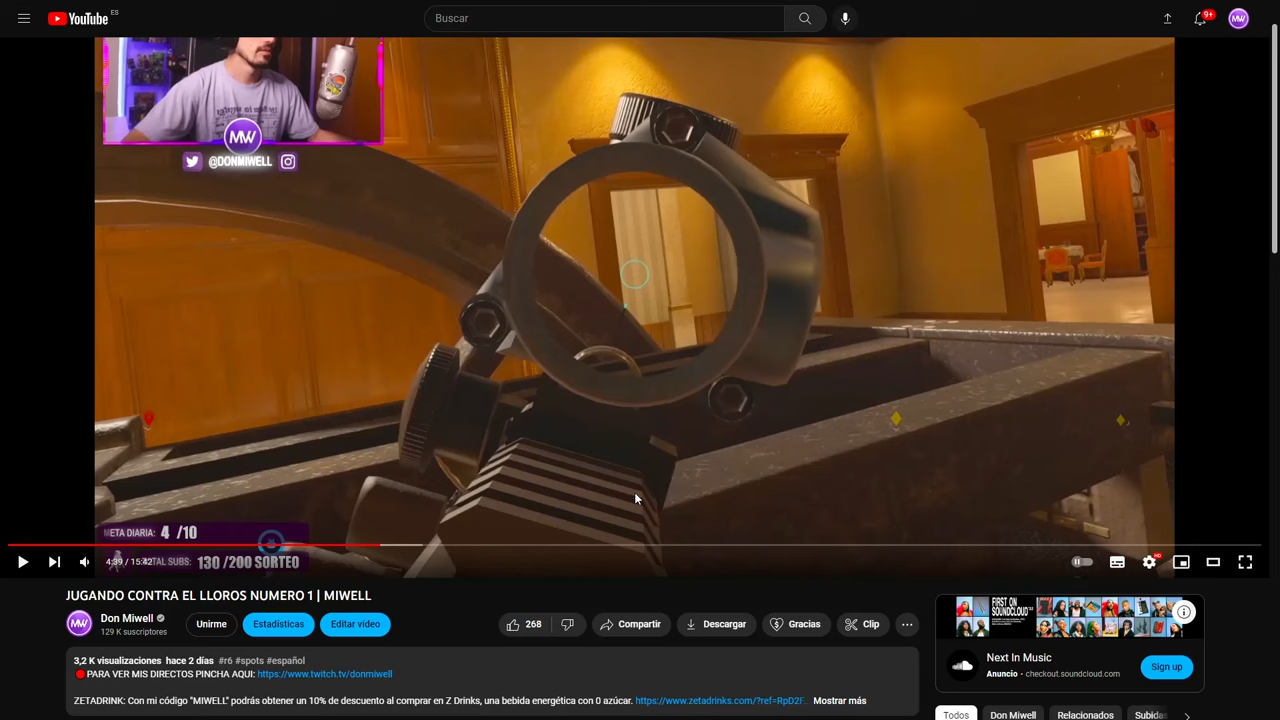 YouTube ES
Buscar
9+
MW
MW
@DONMIWELL
META DIARIA: 4 /10
TOTAL SUBS: 130 /200 SORTEO
4:39 / 15:42
HD
JUGANDO CONTRA EL LLOROS NUMERO 1 | MIWELL
MW
Don Miwell
129 K suscriptores
Unirme
Estadísticas
Editar vídeo
268
Compartir
Descargar
Gracias
Clip
3,2 K visualizaciones hace 2 días #r6 #spots #español
PARA VER MIS DIRECTOS PINCHA AQUI: https://www.twitch.tv/donmiwell
ZETADRINK: Con mi código "MIWELL" podrás obtener un 10% de descuento al comprar en Z Drinks, una bebida energética con 0 azúcar. https://www.zetadrinks.com/?ref=RpD2F.. Mostrar más
FIRST ON
SOUNDCLOUD
Next In Music
Anuncio • checkout.soundcloud.com
Sign up
Todos
Don Miwell
Relacionados
Subidas